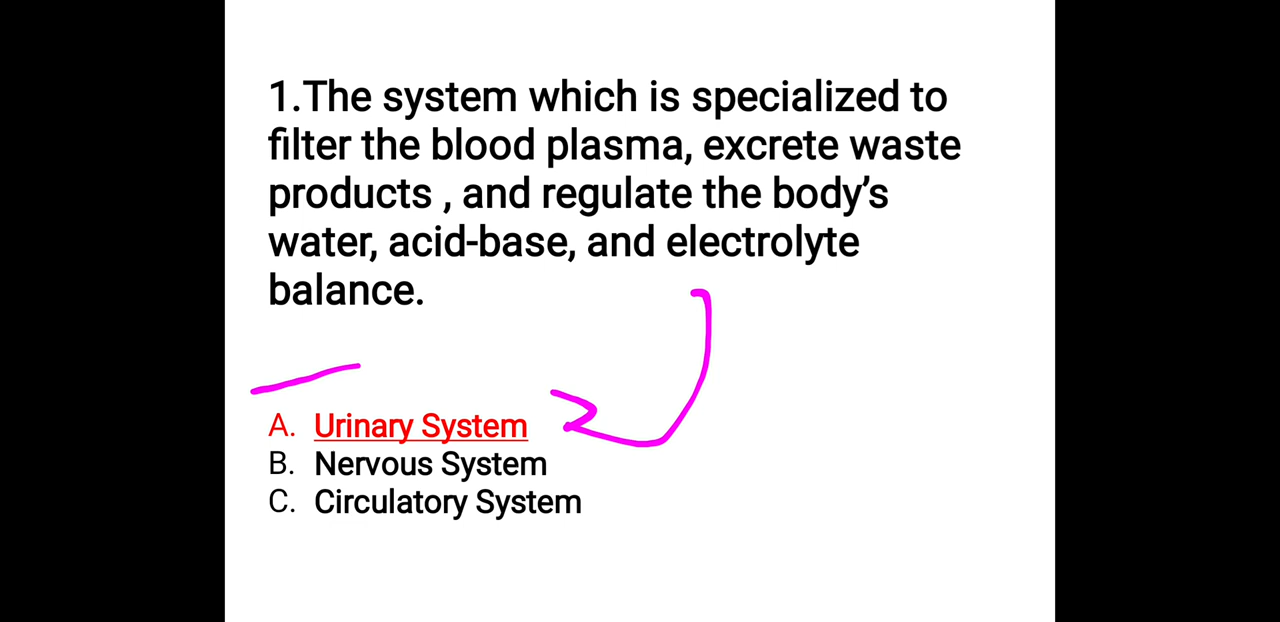 1.The system which is specialized to
filter the blood plasma, excrete waste
products , and regulate the body’s
water, acid-base, and electrolyte
balance.
A. Urinary System
B. Nervous System
C. Circulatory System